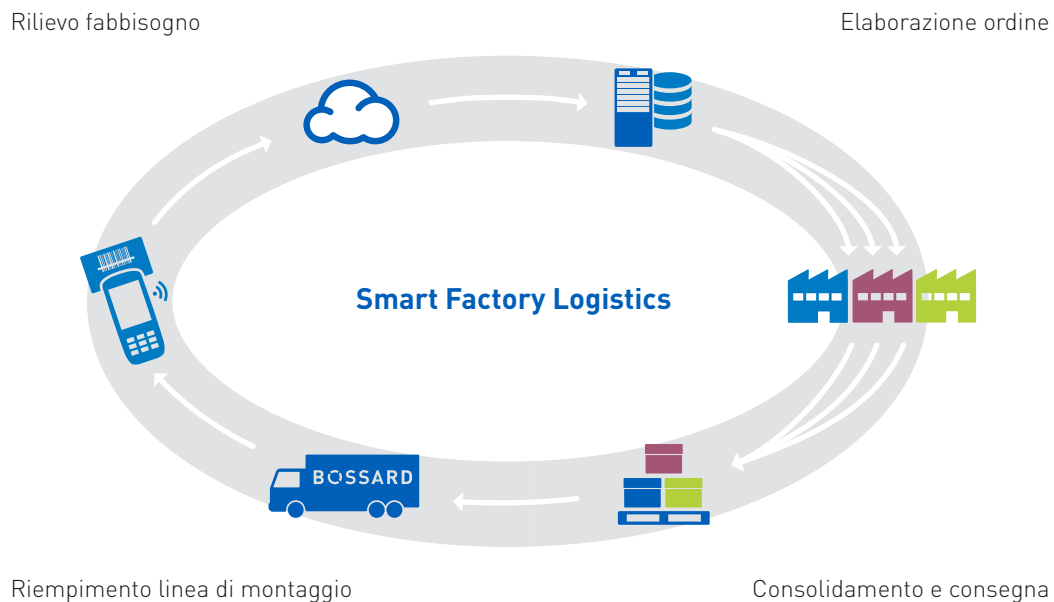 Rilievo fabbisogno
Elaborazione ordine
Smart Factory Logistics
BOSSARD
Riempimento linea di montaggio
Consolidamento e consegna